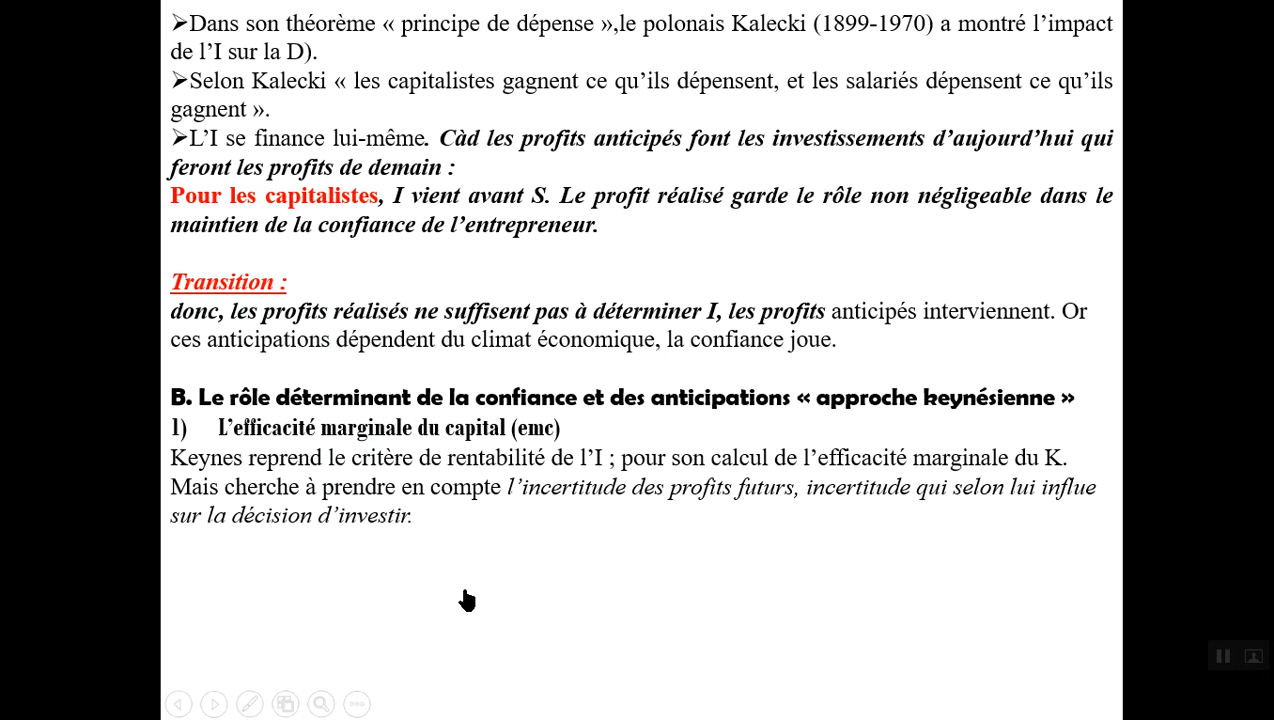 ➢Dans son théorème « principe de dépense »,le polonais Kalecki (1899-1970) a montré l’impact
de l’I sur la D).
➢Selon Kalecki « les capitalistes gagnent ce qu’ils dépensent, et les salariés dépensent ce qu’ils
gagnent ».
➢L’I se finance lui-même. Càd les profits anticipés font les investissements d’aujourd’hui qui
feront les profits de demain :
Pour les capitalistes, I vient avant S. Le profit réalisé garde le rôle non négligeable dans le
maintien de la confiance de l’entrepreneur.
Transition :
donc, les profits réalisés ne suffisent pas à déterminer I, les profits anticipés interviennent. Or
ces anticipations dépendent du climat économique, la confiance joue.
B. Le rôle déterminant de la confiance et des anticipations « approche keynésienne »
1) L’efficacité marginale du capital (emc)
Keynes reprend le critère de rentabilité de l’I ; pour son calcul de l’efficacité marginale du K.
Mais cherche à prendre en compte l’incertitude des profits futurs, incertitude qui selon lui influe
sur la décision d’investir.